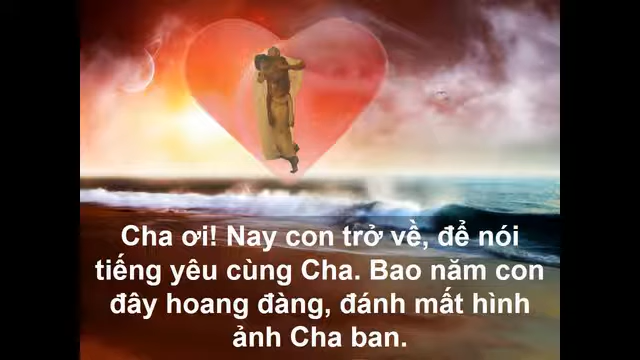 Cha ơi! Nay con trở về, để nói
tiếng yêu cùng Cha. Bao năm con
đây hoang đàng, đánh mất hình
ảnh Cha ban.